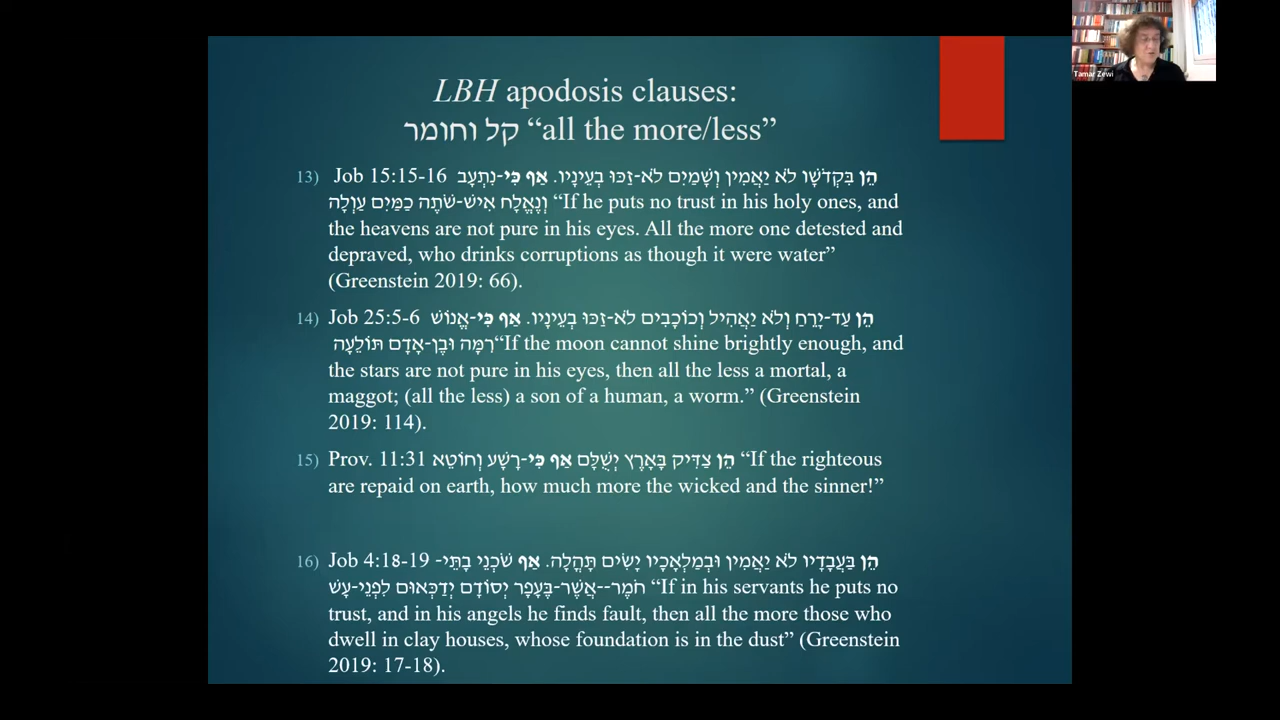 LBH apodosis clauses:
קל וחומר “all the more/less”
13) Job 15:15-16 הֵן בִּקְדֹשָׁו לֹא יַאֲמִין וְשָׁמַיִם לֹא-זַכּוּ בְעֵינָיו. אַף כִּי-נִתְעָב
וְנֶאֱלָח אִישׁ-שֹׁתֶה כַמַּיִם עַוְלָה “If he puts no trust in his holy ones, and
the heavens are not pure in his eyes. All the more one detested and
depraved, who drinks corruptions as though it were water”
(Greenstein 2019: 66).
14) Job 25:5-6 הֵן עַד-יָרֵחַ וְלֹא יַאֲהִיל וְכוֹכָבִים לֹא-זַכּוּ בְעֵינָיו. אַף כִּי-אֱנוֹשׁ
רִמָּה וּבֶן-אָדָם תּוֹלֵעָה“If the moon cannot shine brightly enough, and
the stars are not pure in his eyes, then all the less a mortal, a
maggot; (all the less) a son of a human, a worm.” (Greenstein
2019: 114).
15) Prov. 11:31 הֵן צַדִּיק בָּאָרֶץ יְשֻׁלָּם אַף כִּי-רָשָׁע וְחוֹטֵא “If the righteous
are repaid on earth, how much more the wicked and the sinner!”
16) Job 4:18-19 הֵן בַּעֲבָדָיו לֹא יַאֲמִין וּבְמַלְאָכָיו יָשִׂים תָּהֳלָה. אַף שֹׁכְנֵי בָתֵּי-
חֹמֶר--אֲשֶׁר-בֶּעָפָר יְסוֹדָם יְדַכְּאוּם לִפְנֵי-עָשׁ “If in his servants he puts no
trust, and in his angels he finds fault, then all the more those who
dwell in clay houses, whose foundation is in the dust” (Greenstein
2019: 17-18).
Tamar Zewi